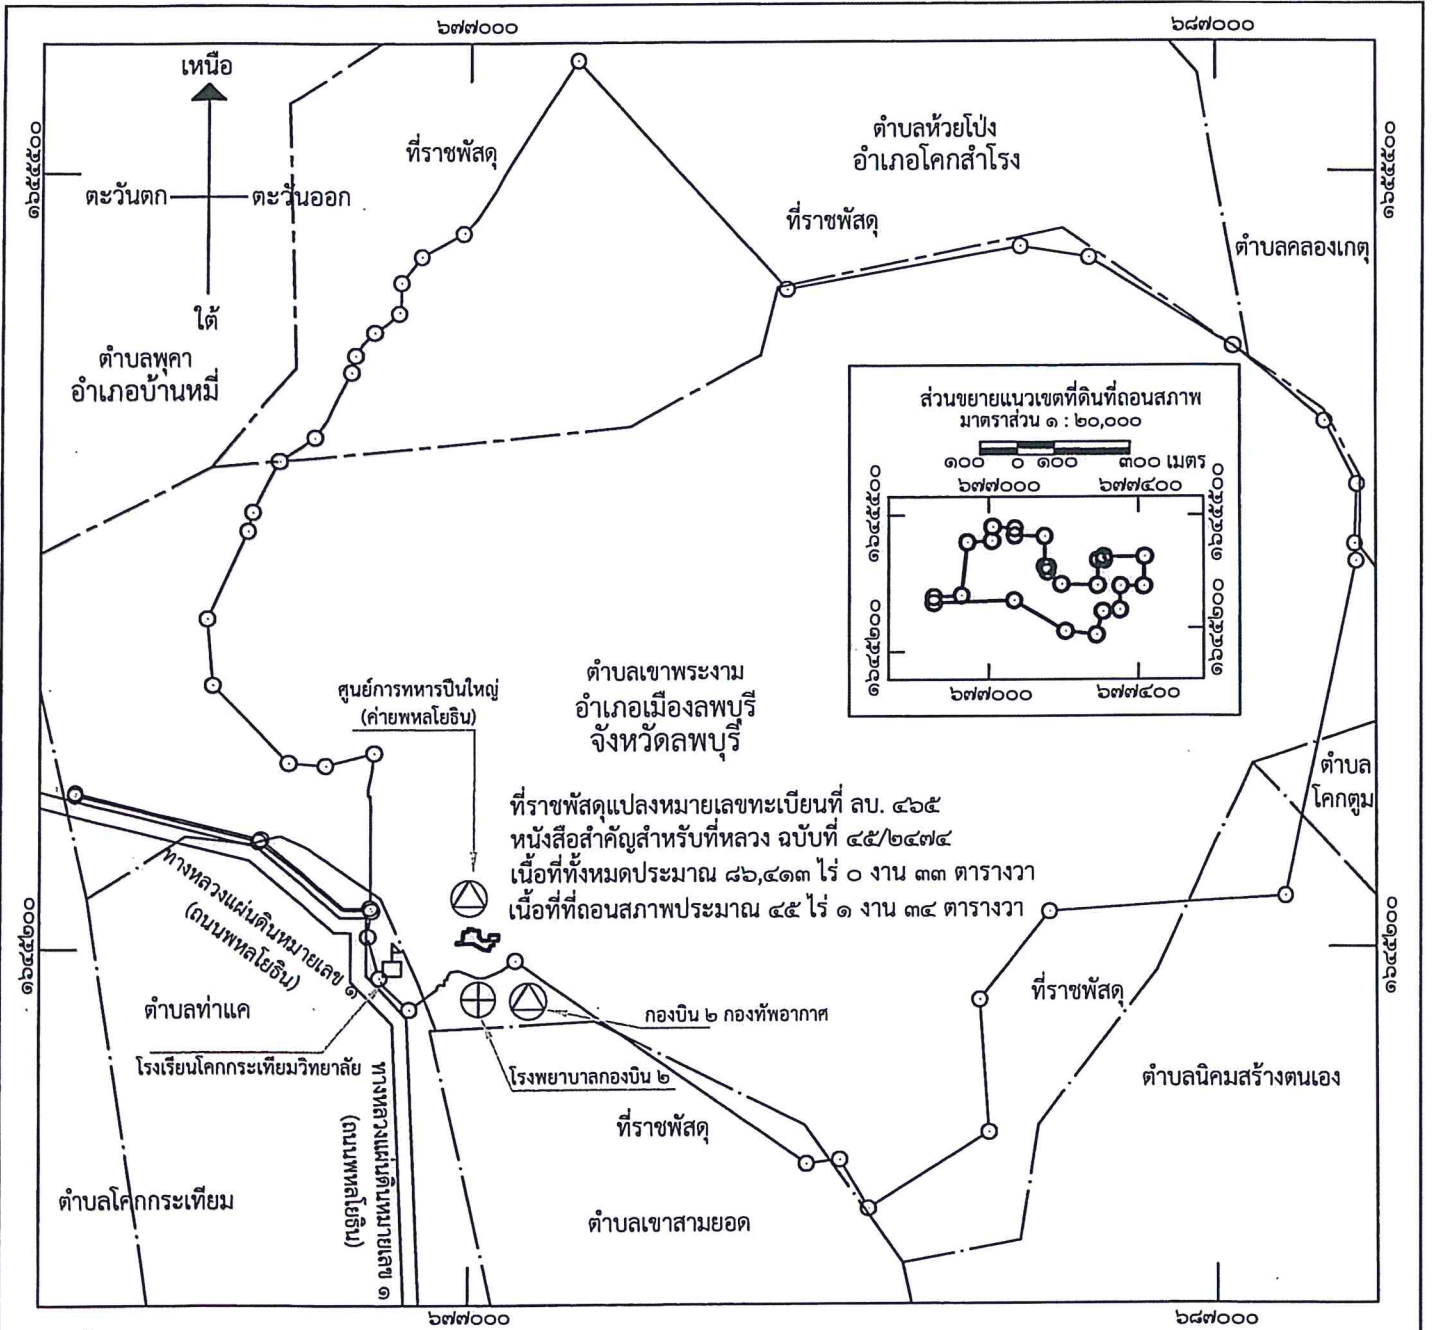 ๖๗๗๐๐๐
๖๘๗๐๐๐
เหนือ
ตะวันตก
ตะวันออก
ใต้
๑๖๕๕๕๐๐
๑๖๕๕๕๐๐
ที่ราชพัสดุ
ตำบลห้วยโป่ง
อำเภอโคกสำโรง
ที่ราชพัสดุ
ตำบลคลองเกตุ
ตำบลพุคา
อำเภอบ้านหมี่
ส่วนขยายแนวเขตที่ดินที่ถอนสภาพ
มาตราส่วน ๑ : ๒๐,๐๐๐
๑๐๐ ๐ ๑๐๐ ๓๐๐ เมตร
๖๗๗๐๐๐
๖๗๗๔๐๐
๑๖๔๕๕๐๐
๑๖๔๕๕๐๐
๑๖๔๕๒๐๐
๑๖๔๕๒๐๐
๖๗๗๐๐๐
๖๗๗๔๐๐
ศูนย์การทหารปืนใหญ่
(ค่ายพหลโยธิน)
ตำบลเขาพระงาม
อำเภอเมืองลพบุรี
จังหวัดลพบุรี
ตำบล
โคกตูม
ที่ราชพัสดุแปลงหมายเลขทะเบียนที่ ลบ. ๔๖๕
หนังสือสำคัญสำหรับที่หลวง ฉบับที่ ๔๕/๒๔๗๔
เนื้อที่ทั้งหมดประมาณ ๘๖,๔๑๓ ไร่ ๐ งาน ๓๓ ตารางวา
เนื้อที่ที่ถอนสภาพประมาณ ๔๕ ไร่ ๑ งาน ๓๔ ตารางวา
ทางหลวงแผ่นดินหมายเลข ๑
(ถนนพหลโยธิน)
๑๖๔๕๒๐๐
๑๖๔๕๒๐๐
ตำบลท่าแค
ที่ราชพัสดุ
กองบิน ๒ กองทัพอากาศ
โรงเรียนโคกกระเทียมวิทยาลัย
โรงพยาบาลกองบิน ๒
ตำบลนิคมสร้างตนเอง
ทางหลวงแผ่นดินหมายเลข ๑
(ถนนพหลโยธิน)
ที่ราชพัสดุ
ตำบลโคกกระเทียม
ตำบลเขาสามยอด
๖๗๗๐๐๐
๖๘๗๐๐๐